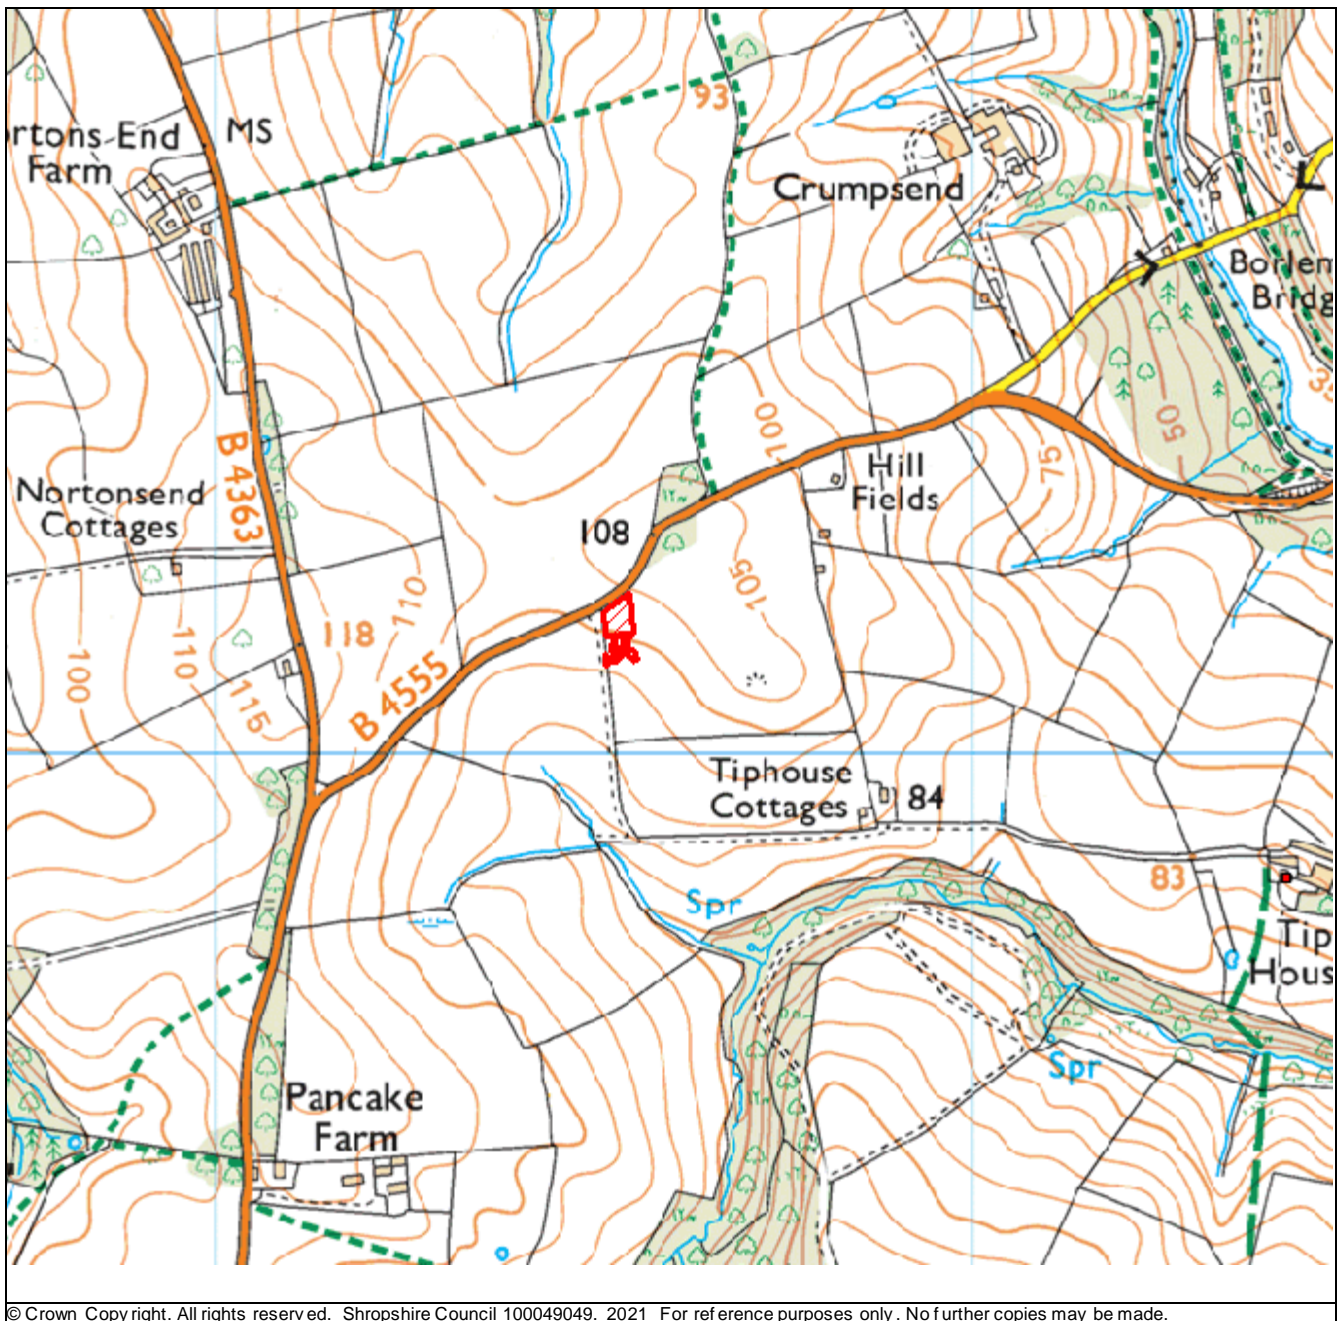 93
MS
rtons End
Farm
Crumpsend
Borlem
Bridg
100
50
75
B 4363
Hill
Fields
Nortonsend
Cottages
108
105
110
118
110
100
115
B 4555
Tiphouse
Cottages
84
83
Spr
Tip
Hous
Spr
Pancake
Farm
© Crown Copyright. All rights reserved. Shropshire Council 100049049. 2021 For reference purposes only. No further copies may be made.